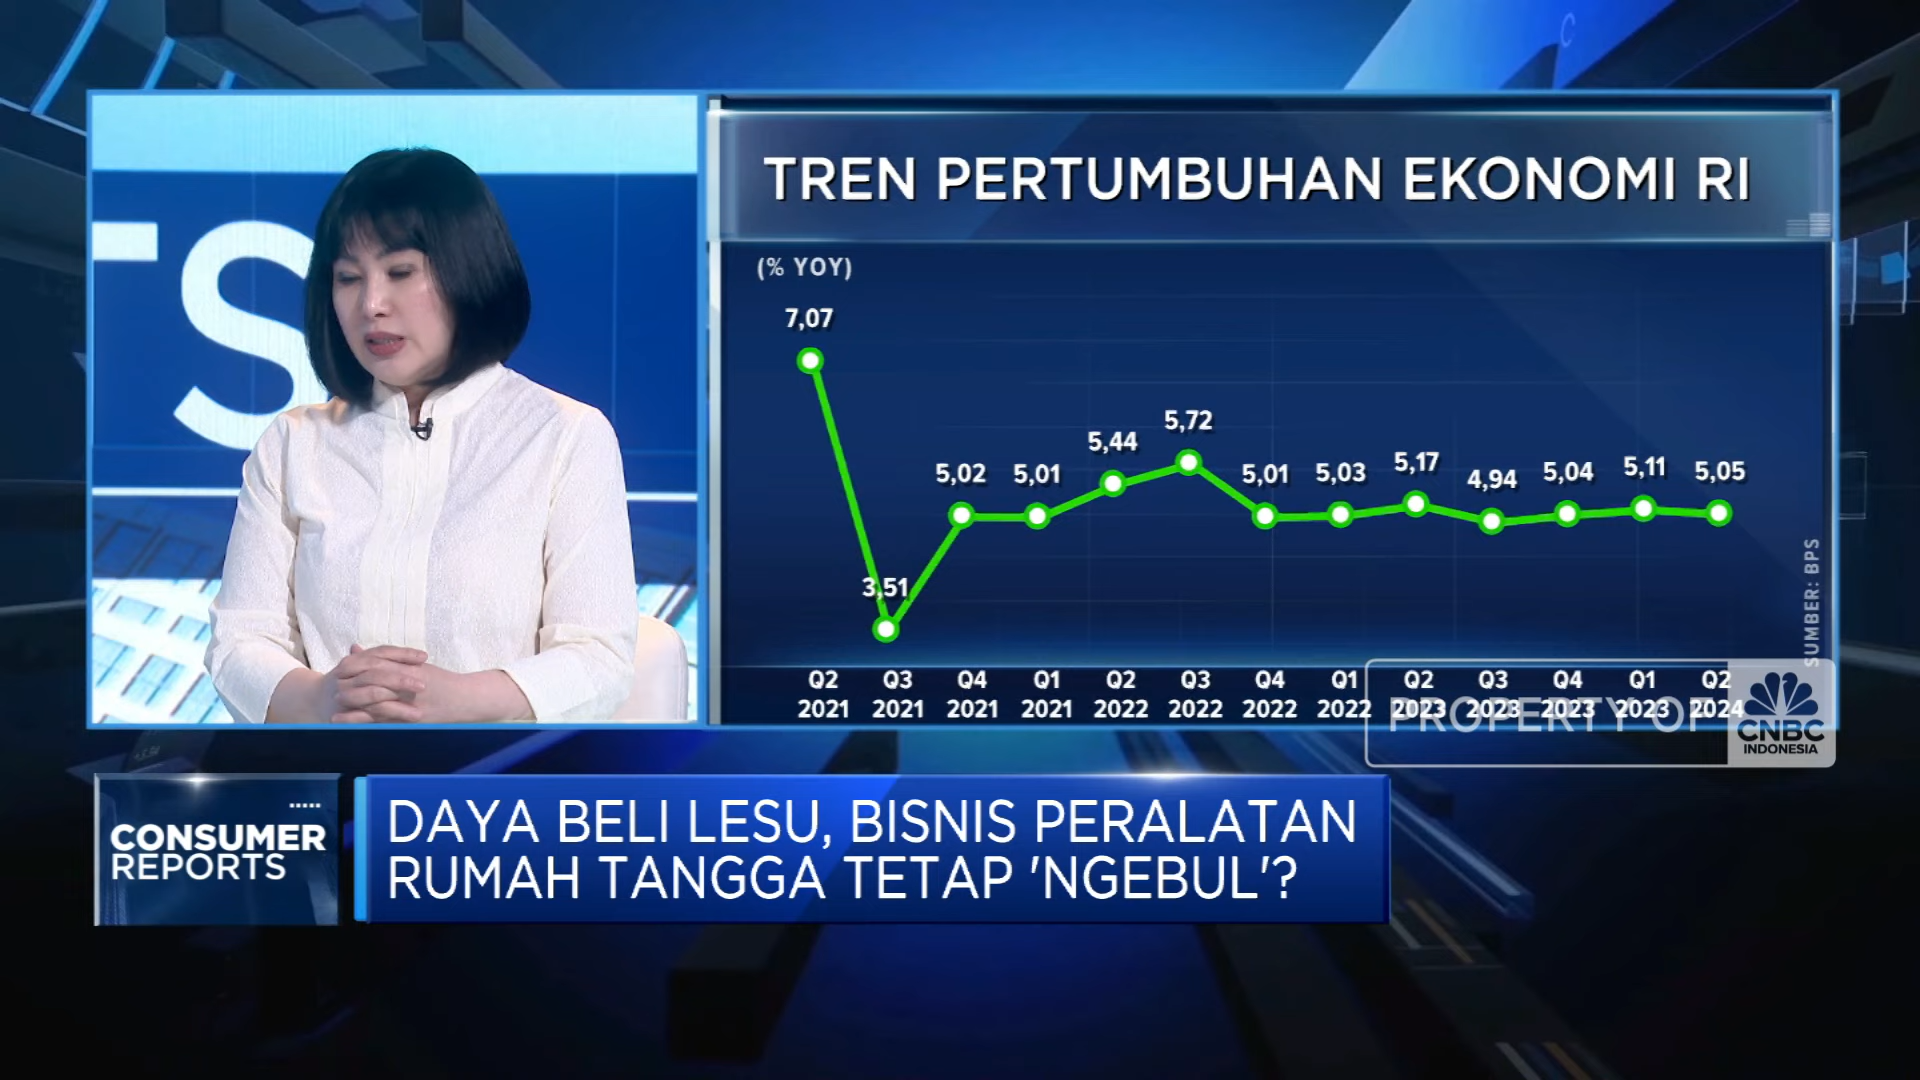 TS
TREN PERTUMBUHAN EKONOMI RI
(% YOY)
7,07
3,51
5,02
5,01
5,44
5,72
5,01
5,03
5,17
4,94
5,04
5,11
5,05
SUMBER: BPS
Q2 Q3 Q4 Q1 Q2 Q3 Q4 Q1 Q2 Q3 Q4 Q1 Q2
2021 2021 2021 2021 2022 2022 2022 2022 2023 2023 2023 2023 2024
PROPERTY OF
CNBC
INDONESIA
CONSUMER
REPORTS
DAYA BELI LESU, BISNIS PERALATAN
RUMAH TANGGA TETAP 'NGEBUL'?